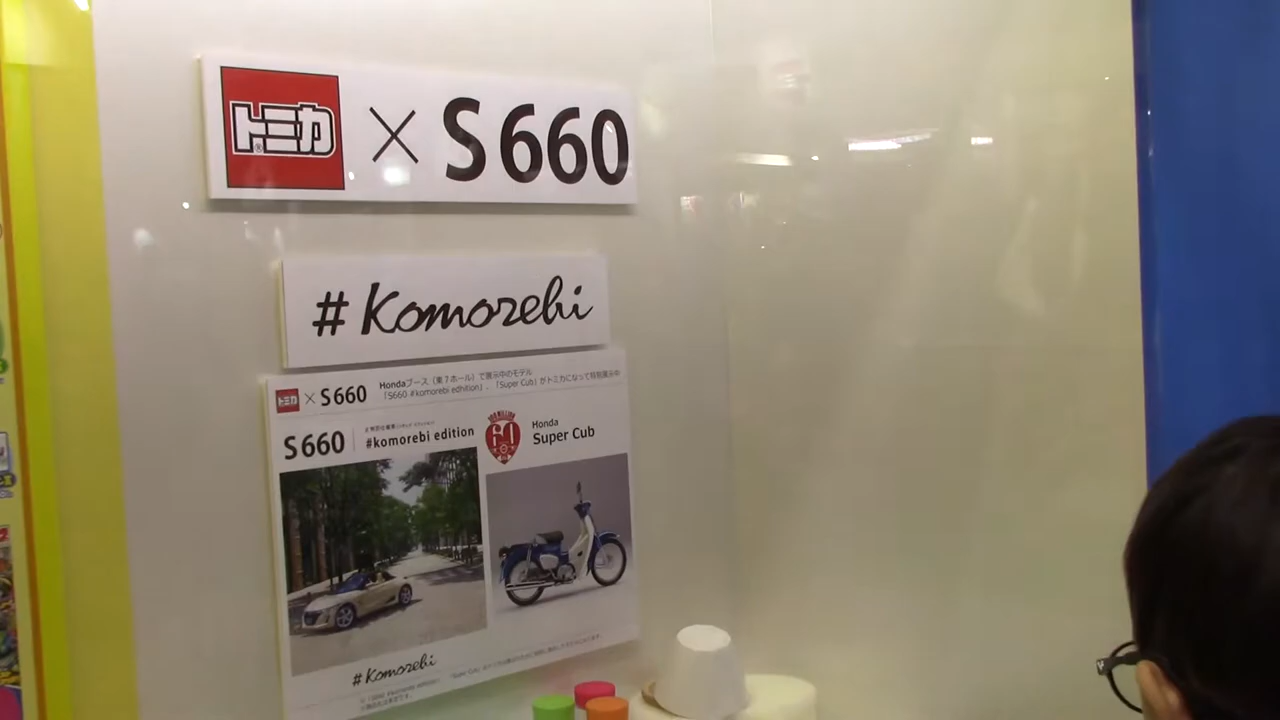 トミカ® × S660
#Komorebi
トミカ × S660
Hondaブース（東7ホール）で展示中のモデル
「S660 #komorebi edhition」、「Super Cub」がトミカになって特別展示中
S660 #komorebi edition
60
Honda
Super Cub
#Komorebi